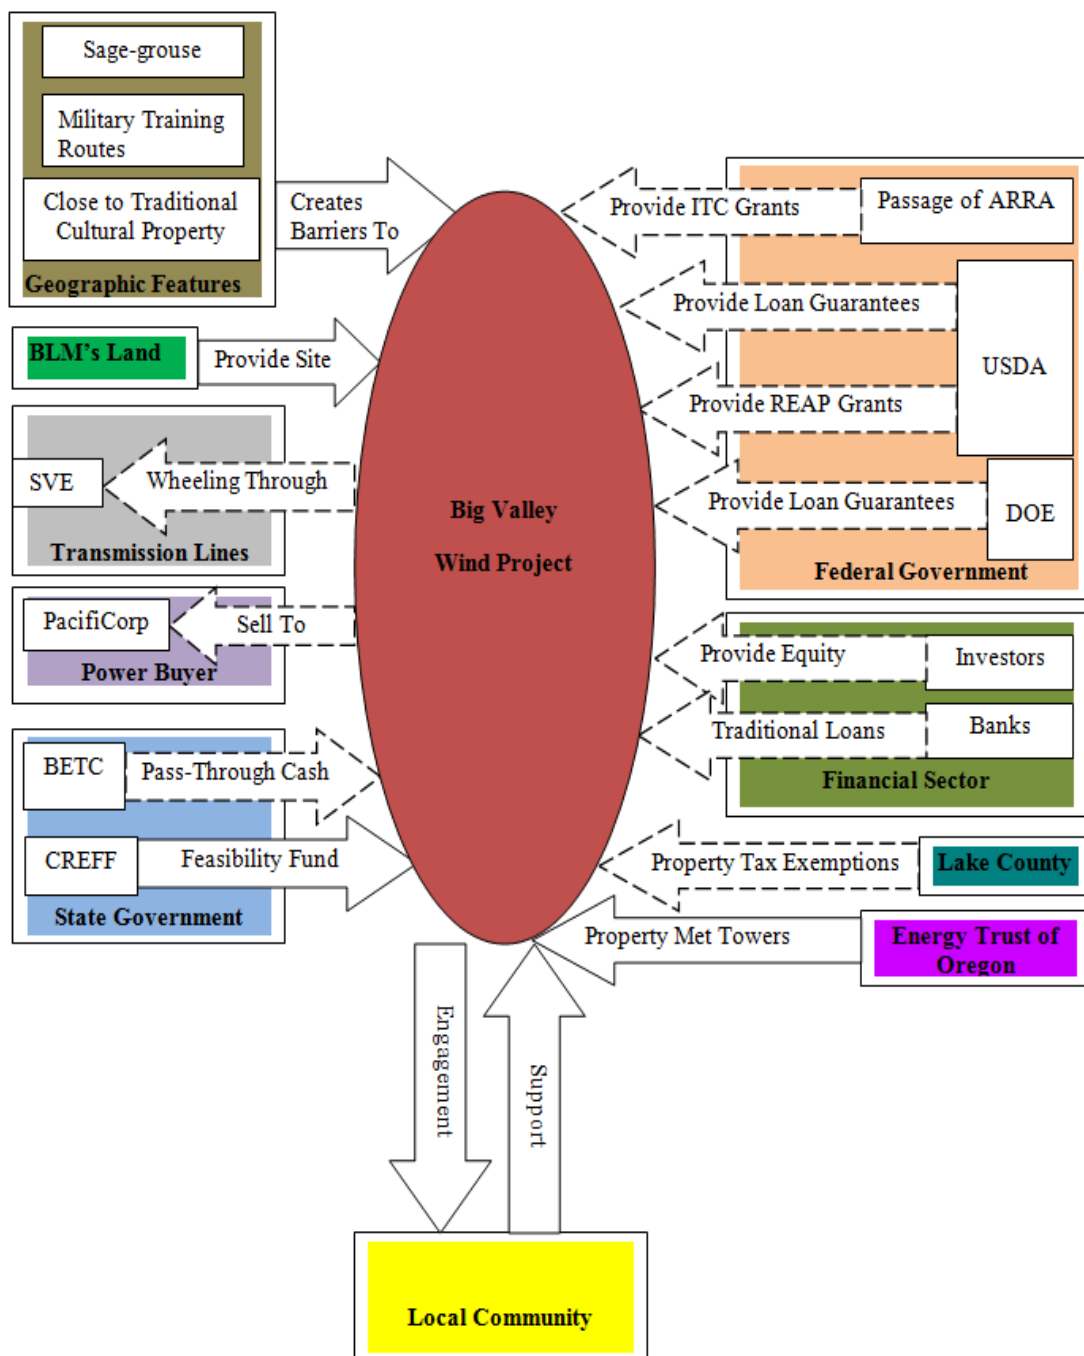 Sage-grouse
Military Training
Routes
Close to Traditional
Cultural Property
Geographic Features
Creates
Barriers To
BLM's Land
Provide Site
SVE
Wheeling Through
Transmission Lines
PacifiCorp
Sell To
Power Buyer
BETC
Pass-Through Cash
CREFF
Feasibility Fund
State Government
Big Valley
Wind Project
Provide ITC Grants
Passage of ARRA
Provide Loan Guarantees
USDA
Provide REAP Grants
Provide Loan Guarantees
DOE
Federal Government
Provide Equity
Investors
Traditional Loans
Banks
Financial Sector
Property Tax Exemptions
Lake County
Property Met Towers
Energy Trust of
Oregon
Engagement
Support
Local Community